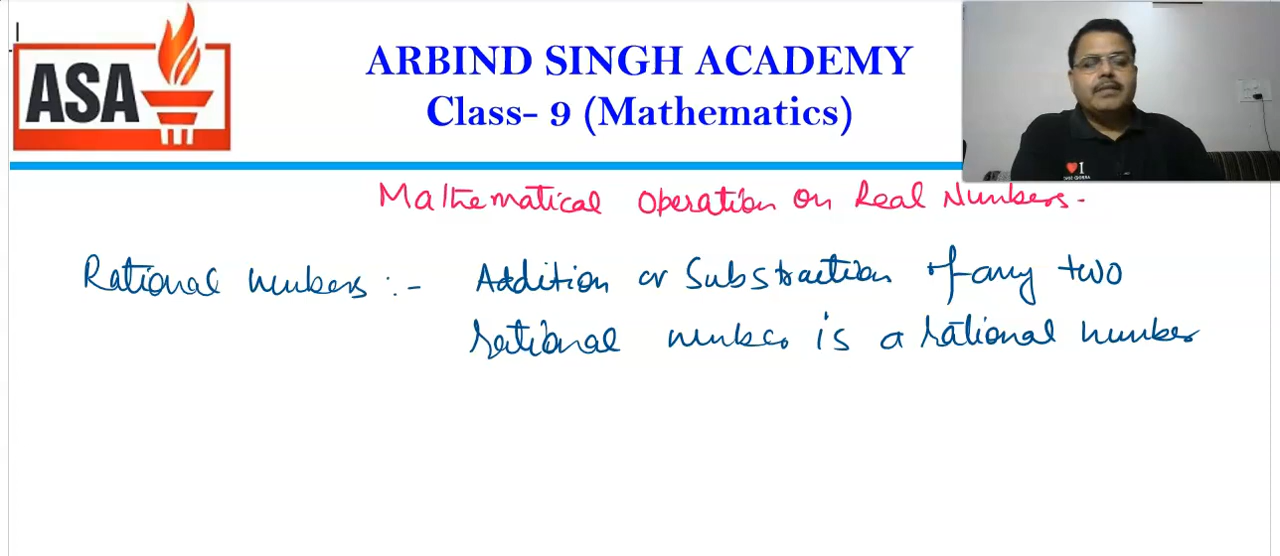 ASA
ARBIND SINGH ACADEMY
Class- 9 (Mathematics)
I
Mathematical Operation on Real Numbers.
Rational numbers :- Addition or Substraction of any two
rational numbers is a rational number